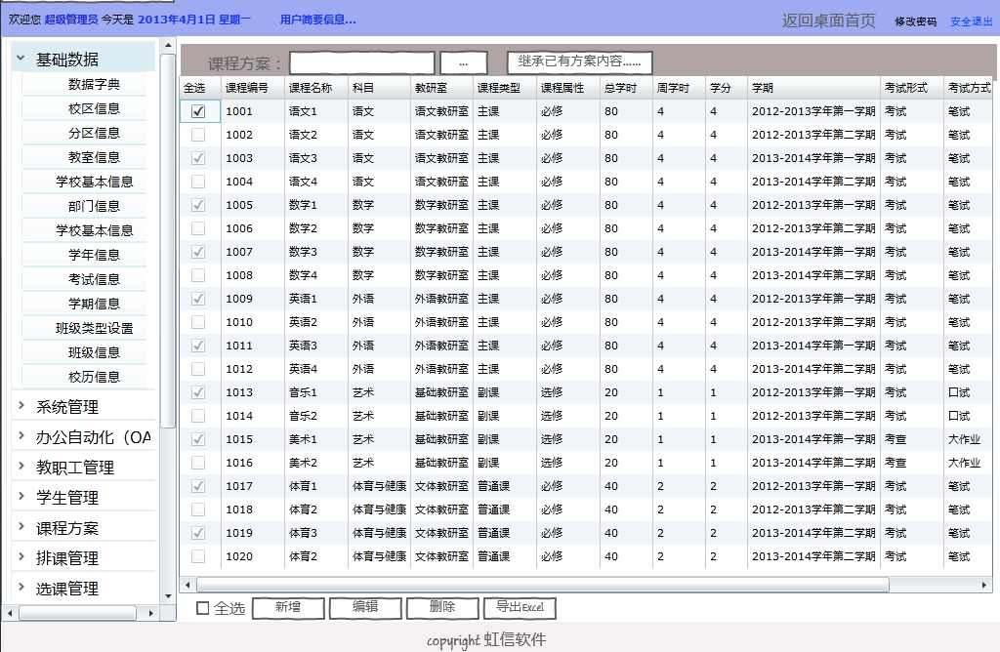 欢迎您 超级管理员 今天是 2013年4月1日 星期一 用户简要信息... 返回桌面首页 修改密码 安全退出
基础数据
数据字典
校区信息
分区信息
教室信息
学校基本信息
部门信息
学校基本信息
学年信息
考试信息
学期信息
班级类型设置
班级信息
校历信息
系统管理
办公自动化（OA
教职工管理
学生管理
课程方案
排课管理
选课管理
课程方案： ... 继承已有方案内容......
全选 课程编号 课程名称 科目 教研室 课程类型 课程属性 总学时 周学时 学分 学期 考试形式 考试方式
1001 语文1 语文 语文教研室 主课 必修 80 4 4 2012-2013学年第一学期 考试 笔试
1002 语文2 语文 语文教研室 主课 必修 80 4 4 2012-2013学年第二学期 考试 笔试
1003 语文3 语文 语文教研室 主课 必修 80 4 4 2013-2014学年第一学期 考试 笔试
1004 语文4 语文 语文教研室 主课 必修 80 4 4 2013-2014学年第二学期 考试 笔试
1005 数学1 数学 数学教研室 主课 必修 80 4 4 2012-2013学年第一学期 考试 笔试
1006 数学2 数学 数学教研室 主课 必修 80 4 4 2012-2013学年第二学期 考试 笔试
1007 数学3 数学 数学教研室 主课 必修 80 4 4 2013-2014学年第一学期 考试 笔试
1008 数学4 数学 数学教研室 主课 必修 80 4 4 2013-2014学年第二学期 考试 笔试
1009 英语1 外语 外语教研室 主课 必修 80 4 4 2012-2013学年第一学期 考试 笔试
1010 英语2 外语 外语教研室 主课 必修 80 4 4 2012-2013学年第二学期 考试 笔试
1011 英语3 外语 外语教研室 主课 必修 80 4 4 2013-2014学年第一学期 考试 笔试
1012 英语4 外语 外语教研室 主课 必修 80 4 4 2013-2014学年第二学期 考试 笔试
1013 音乐1 艺术 基础教研室 副课 选修 20 1 1 2012-2013学年第一学期 考试 口试
1014 音乐2 艺术 基础教研室 副课 选修 20 1 1 2012-2013学年第二学期 考试 口试
1015 美术1 艺术 基础教研室 副课 选修 20 1 1 2013-2014学年第一学期 考查 大作业
1016 美术2 艺术 基础教研室 副课 选修 20 1 1 2013-2014学年第二学期 考查 大作业
1017 体育1 体育与健康 文体教研室 普通课 必修 40 2 2 2012-2013学年第一学期 考试 笔试
1018 体育2 体育与健康 文体教研室 普通课 必修 40 2 2 2012-2013学年第二学期 考试 笔试
1019 体育3 体育与健康 文体教研室 普通课 必修 40 2 2 2013-2014学年第一学期 考试 笔试
1020 体育2 体育与健康 文体教研室 普通课 必修 40 2 2 2013-2014学年第二学期 考试 笔试
全选 新增 编辑 删除 导出Excel
copyright 虹信软件